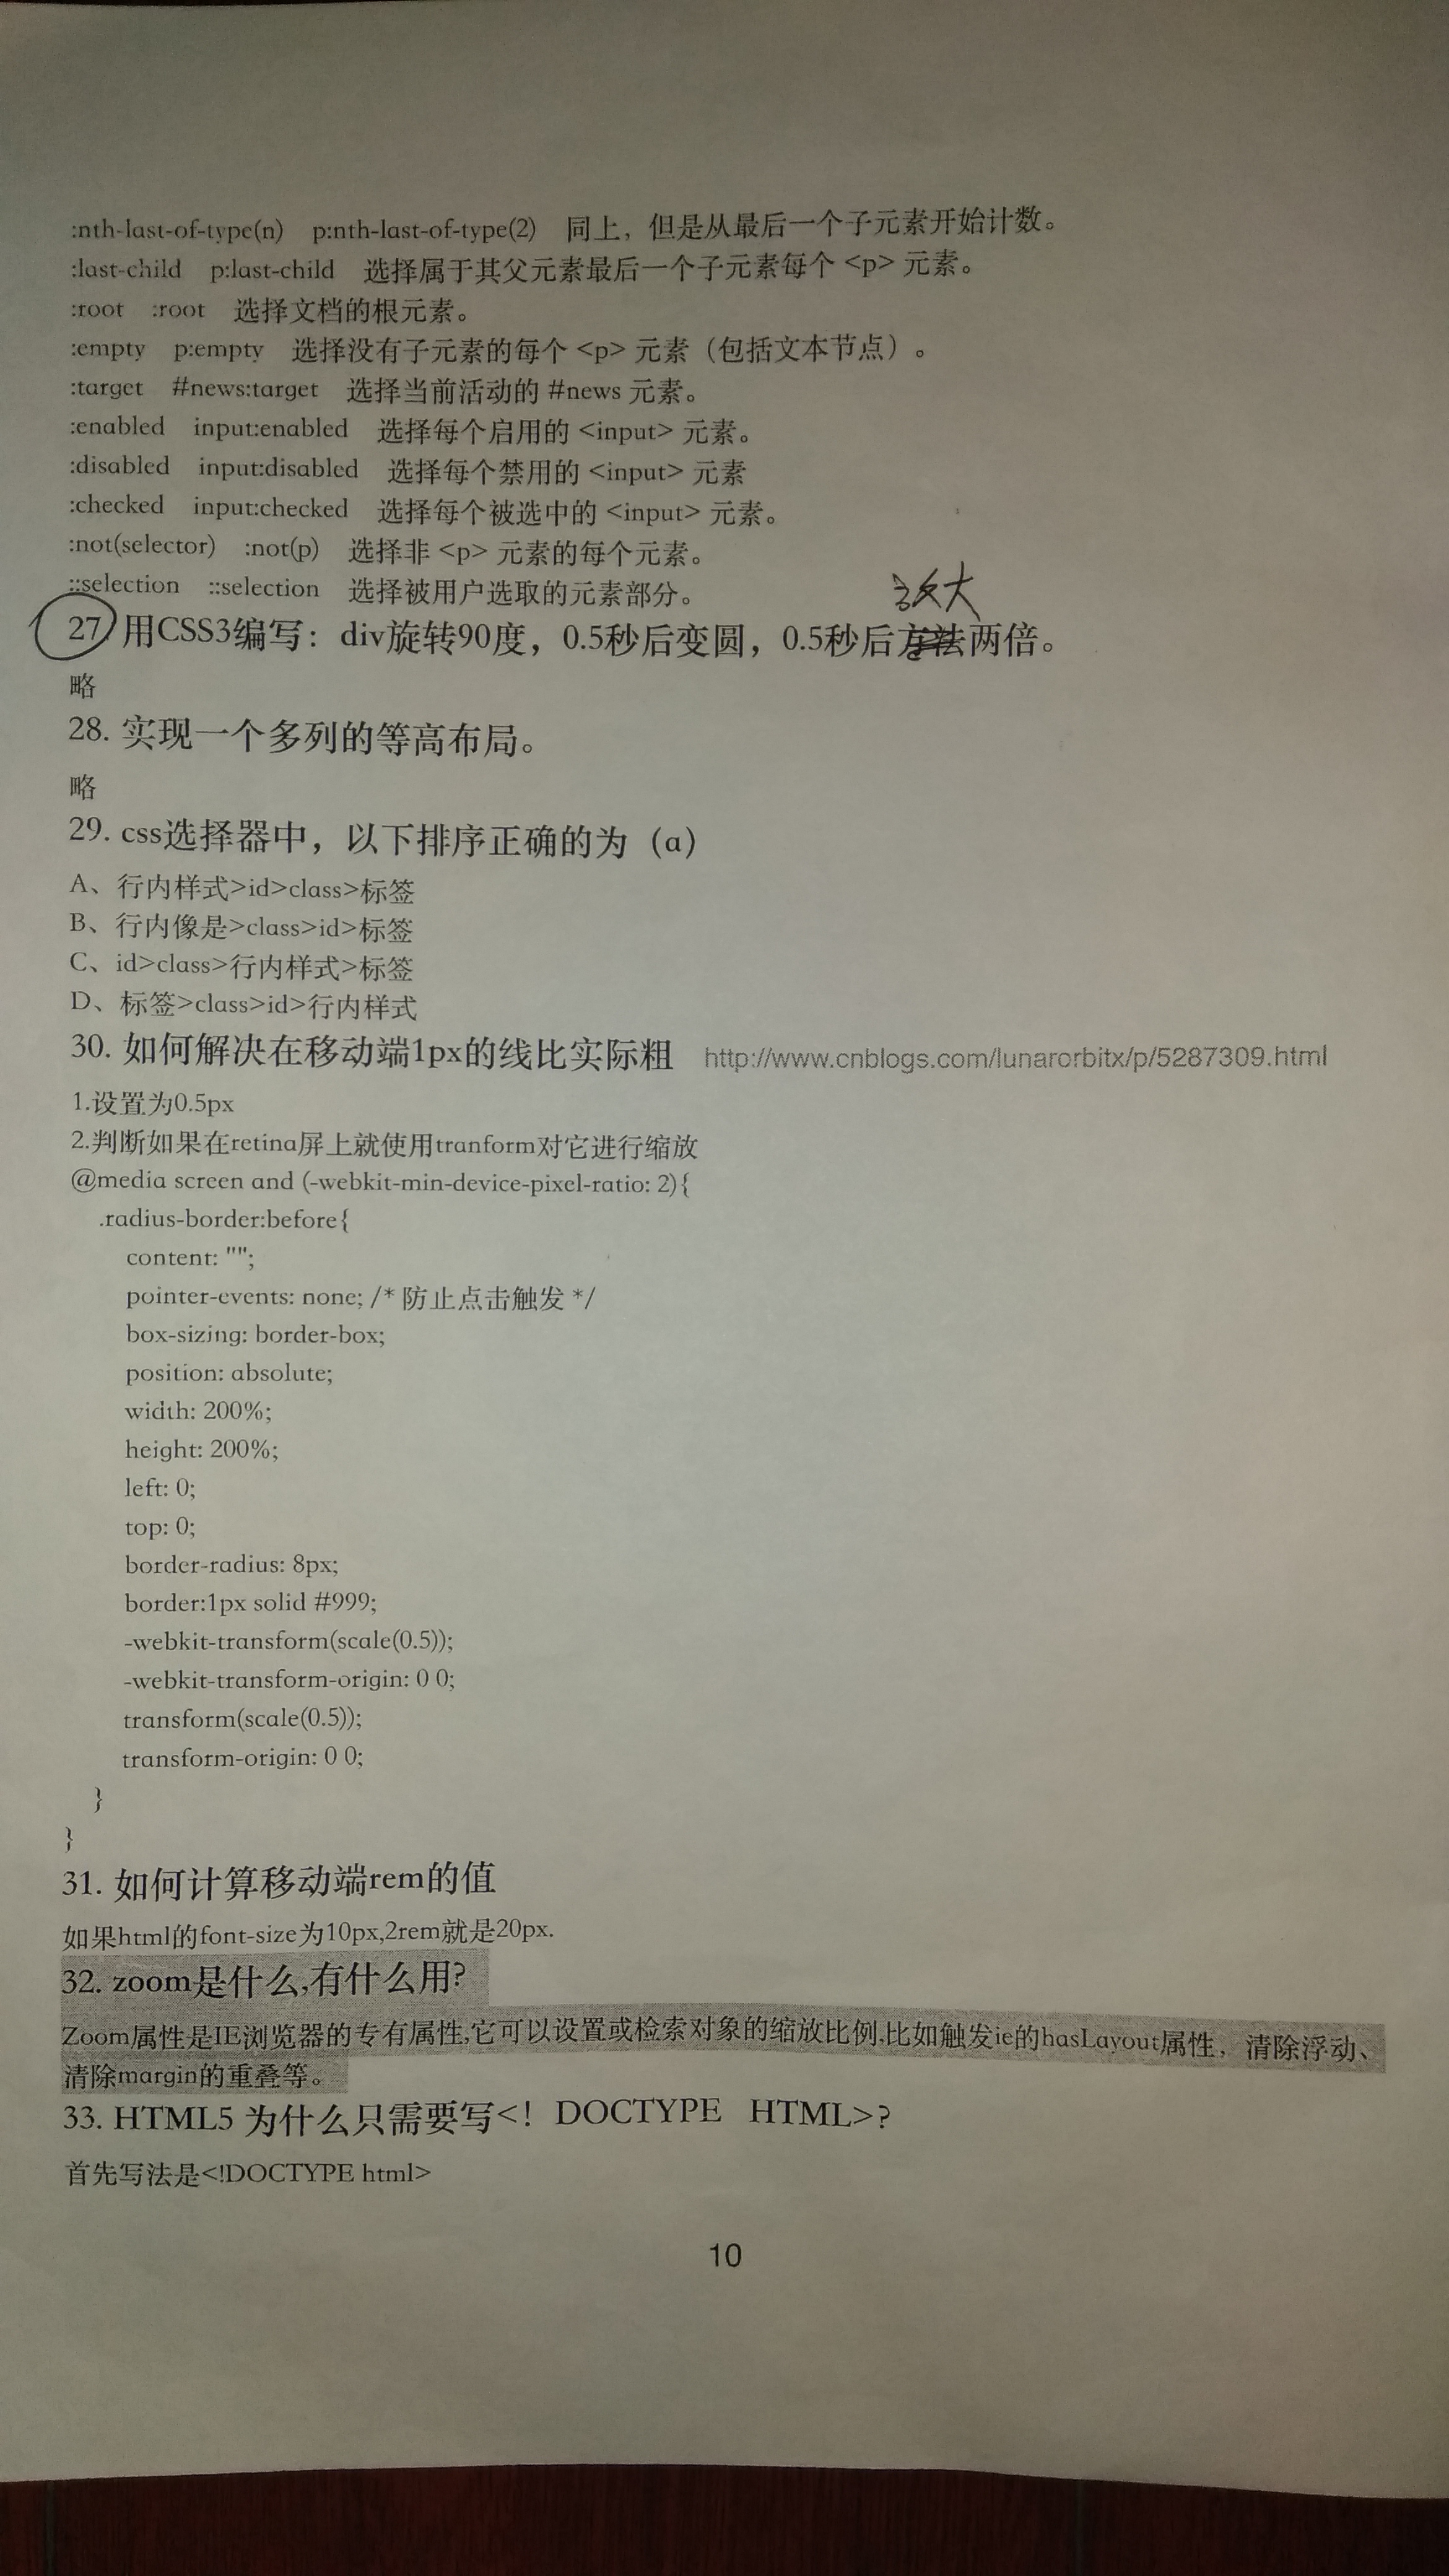 :nth-last-of-type(n) p:nth-last-of-type(2) 同上，但是从最后一个子元素开始计数。
:last-child p:last-child 选择属于其父元素最后一个子元素每个 <p> 元素。
:root :root 选择文档的根元素。
:empty p:empty 选择没有子元素的每个 <p> 元素（包括文本节点）。
:target #news:target 选择当前活动的 #news 元素。
:enabled input:enabled 选择每个启用的 <input> 元素。
:disabled input:disabled 选择每个禁用的 <input> 元素
:checked input:checked 选择每个被选中的 <input> 元素。
:not(selector) :not(p) 选择非 <p> 元素的每个元素。
::selection ::selection 选择被用户选取的元素部分。
放大
27 用CSS3编写：div旋转90度，0.5秒后变圆，0.5秒后方法两倍。
略
28. 实现一个多列的等高布局。
略
29. css选择器中，以下排序正确的为（a）
A、行内样式>id>class>标签
B、行内像是>class>id>标签
C、id>class>行内样式>标签
D、标签>class>id>行内样式
30. 如何解决在移动端1px的线比实际粗 http://www.cnblogs.com/lunarorbitx/p/5287309.html
1.设置为0.5px
2.判断如果在retina屏上就使用tranform对它进行缩放
@media screen and (-webkit-min-device-pixel-ratio: 2){
.radius-border:before{
content: "";
pointer-events: none; /* 防止点击触发 */
box-sizing: border-box;
position: absolute;
width: 200%;
height: 200%;
left: 0;
top: 0;
border-radius: 8px;
border:1px solid #999;
-webkit-transform(scale(0.5));
-webkit-transform-origin: 0 0;
transform(scale(0.5));
transform-origin: 0 0;
}
}
31. 如何计算移动端rem的值
如果html的font-size为10px,2rem就是20px.
32. zoom是什么,有什么用?
Zoom属性是IE浏览器的专有属性,它可以设置或检索对象的缩放比例.比如触发ie的hasLayout属性，清除浮动、
清除margin的重叠等。
33. HTML5 为什么只需要写<！DOCTYPE HTML>?
首先写法是<!DOCTYPE html>
10